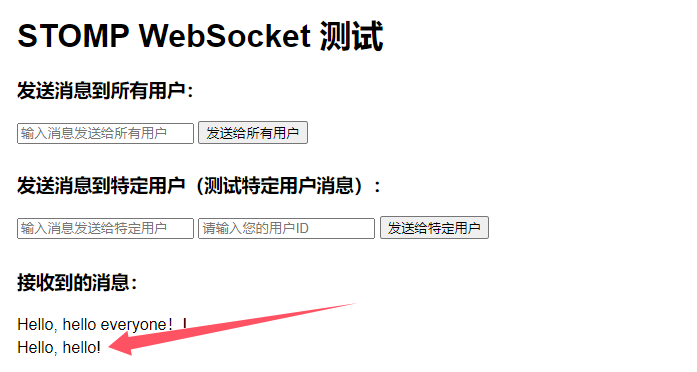 STOMP WebSocket 测试
发送消息到所有用户：
输入消息发送给所有用户 发送给所有用户
发送消息到特定用户（测试特定用户消息）：
输入消息发送给特定用户 请输入您的用户ID 发送给特定用户
接收到的消息：
Hello, hello everyone！!
Hello, hello!